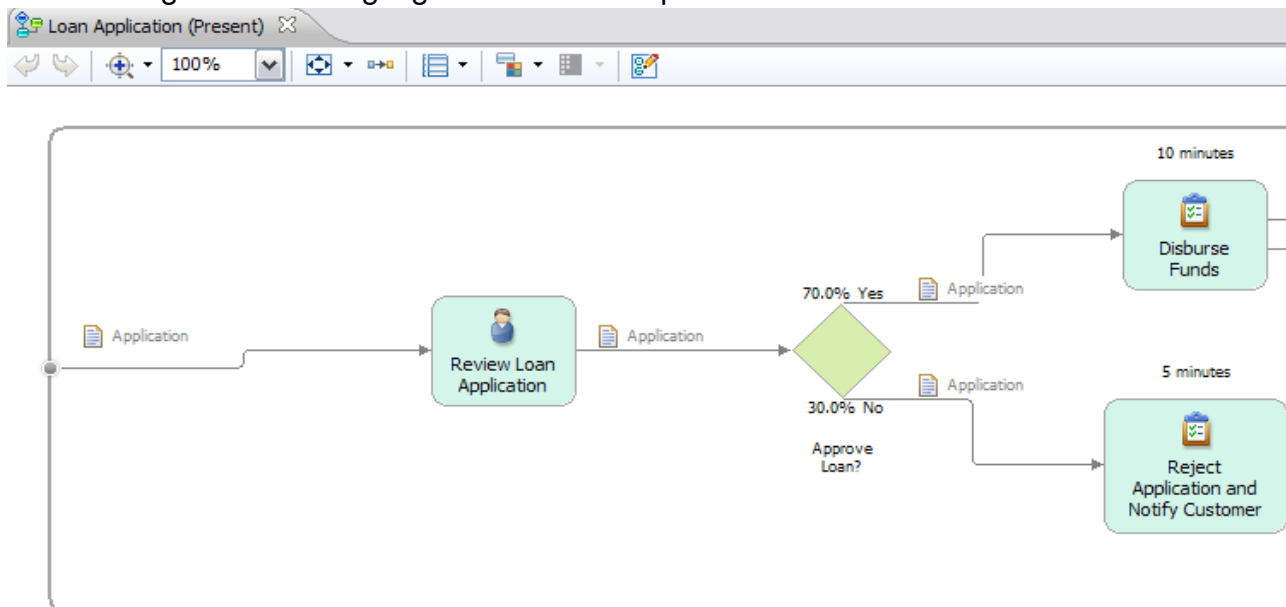 Loan Application (Present)
100%
10 minutes
Disburse
Funds
70.0% Yes
Application
Application
Review Loan
Application
Application
Application
30.0% No
Approve
Loan?
5 minutes
Reject
Application and
Notify Customer